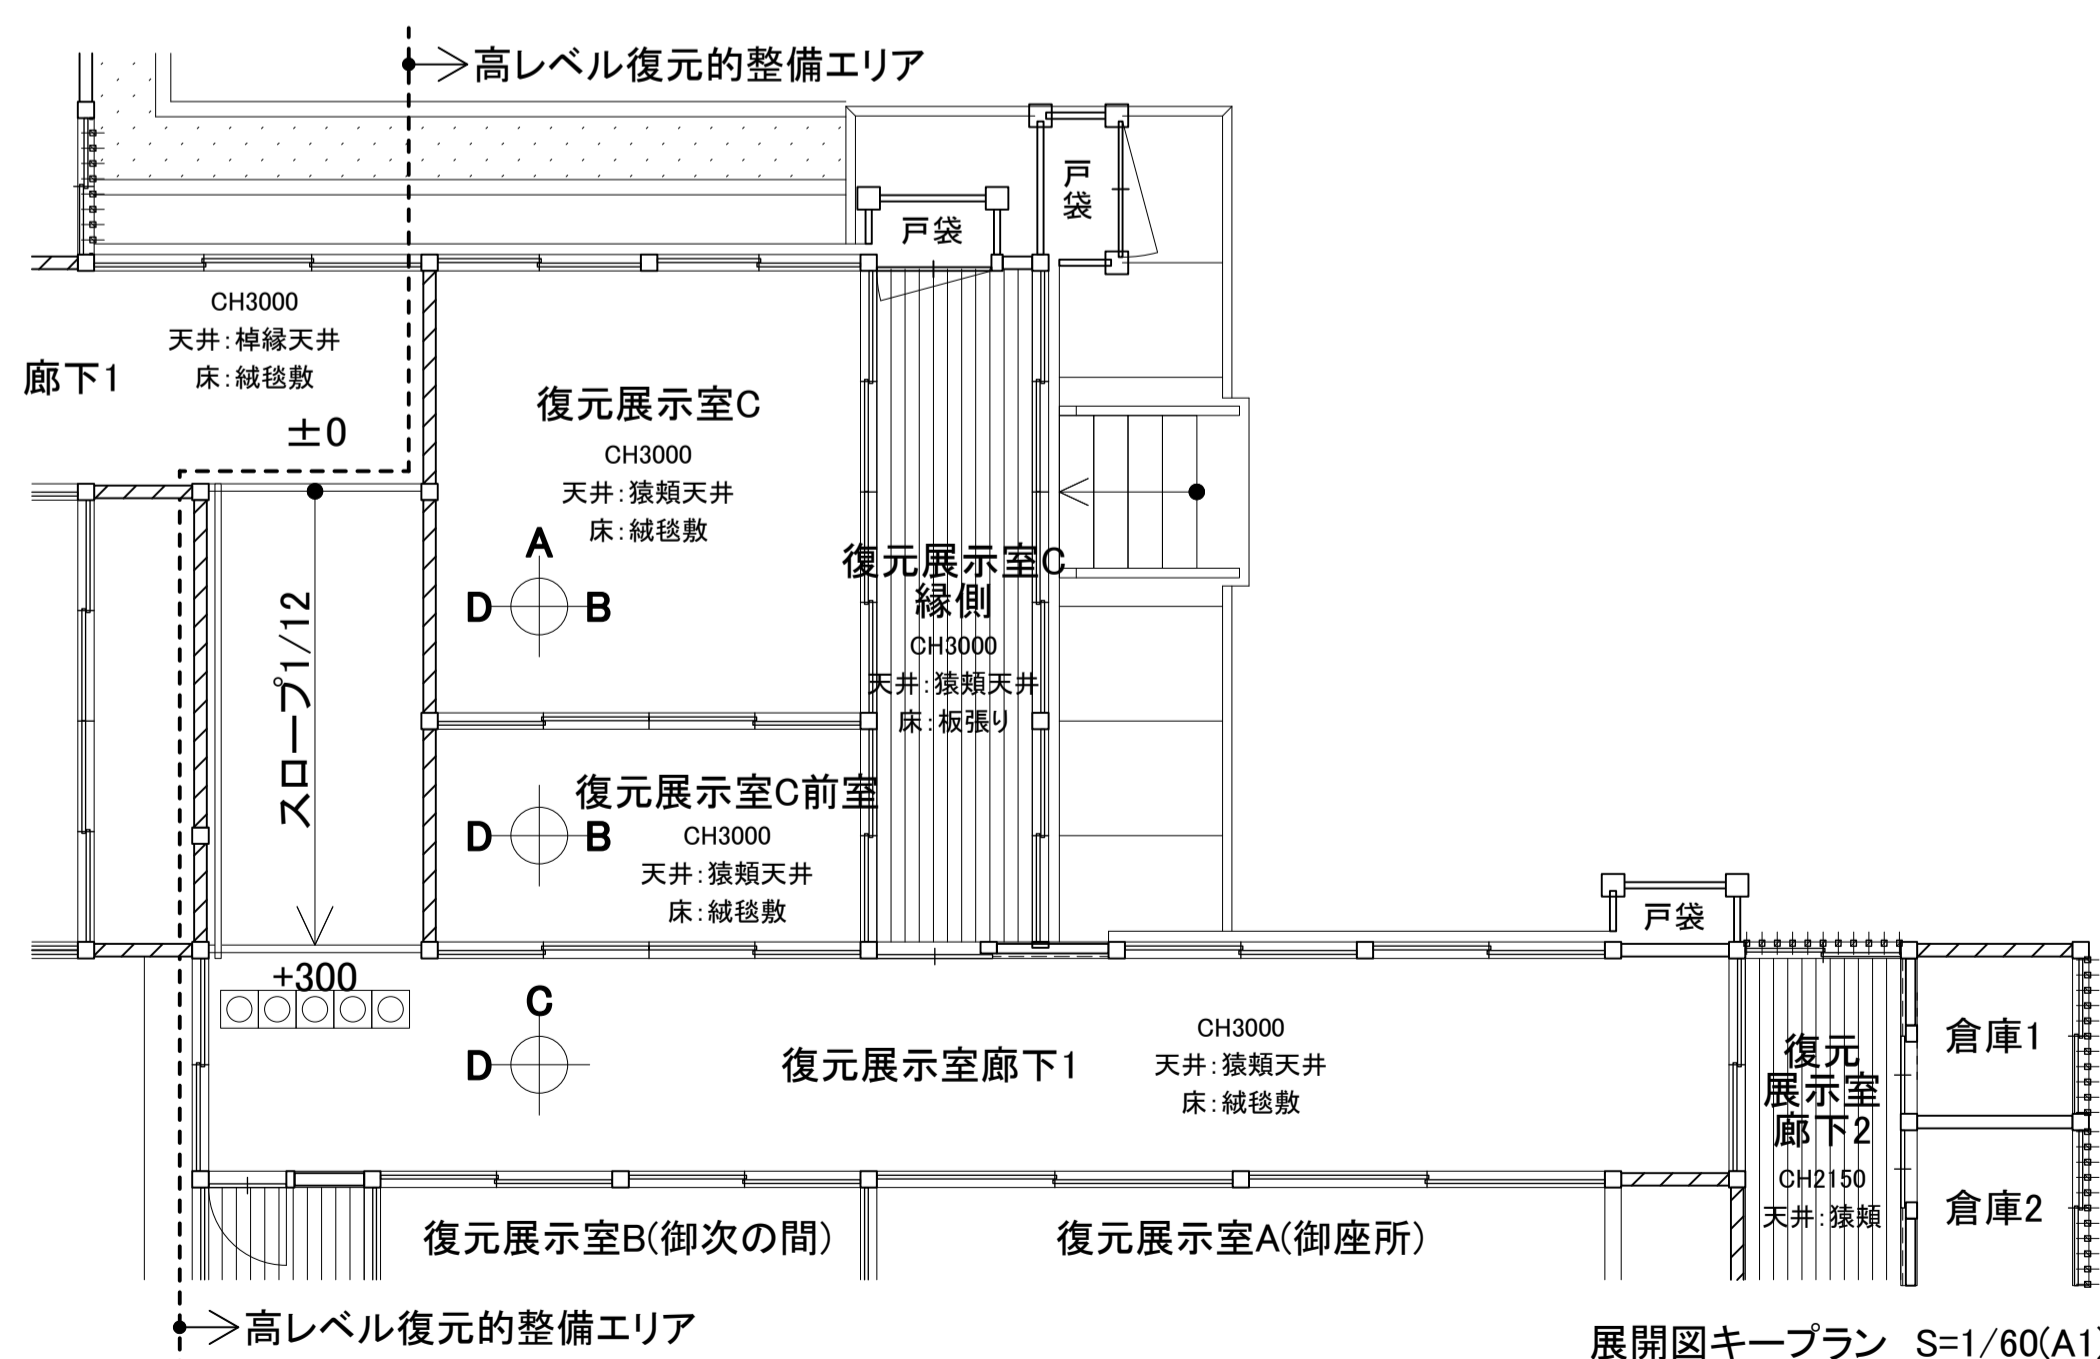 高レベル復元的整備エリア
戸袋
戸袋
CH3000
天井:棹縁天井
床:絨毯敷
廊下1
±0
復元展示室C
CH3000
天井:猿頬天井
床:絨毯敷
A
D
B
復元展示室C
縁側
CH3000
天井:猿頬天井
床:板張り
スロープ1/12
復元展示室C前室
CH3000
天井:猿頬天井
床:絨毯敷
D
B
戸袋
+300
C
D
復元展示室廊下1
CH3000
天井:猿頬天井
床:絨毯敷
復元
展示室
廊下2
CH2150
天井:猿頬
倉庫1
倉庫2
復元展示室B(御次の間)
復元展示室A(御座所)
高レベル復元的整備エリア
展開図キープラン S=1/60(A1)